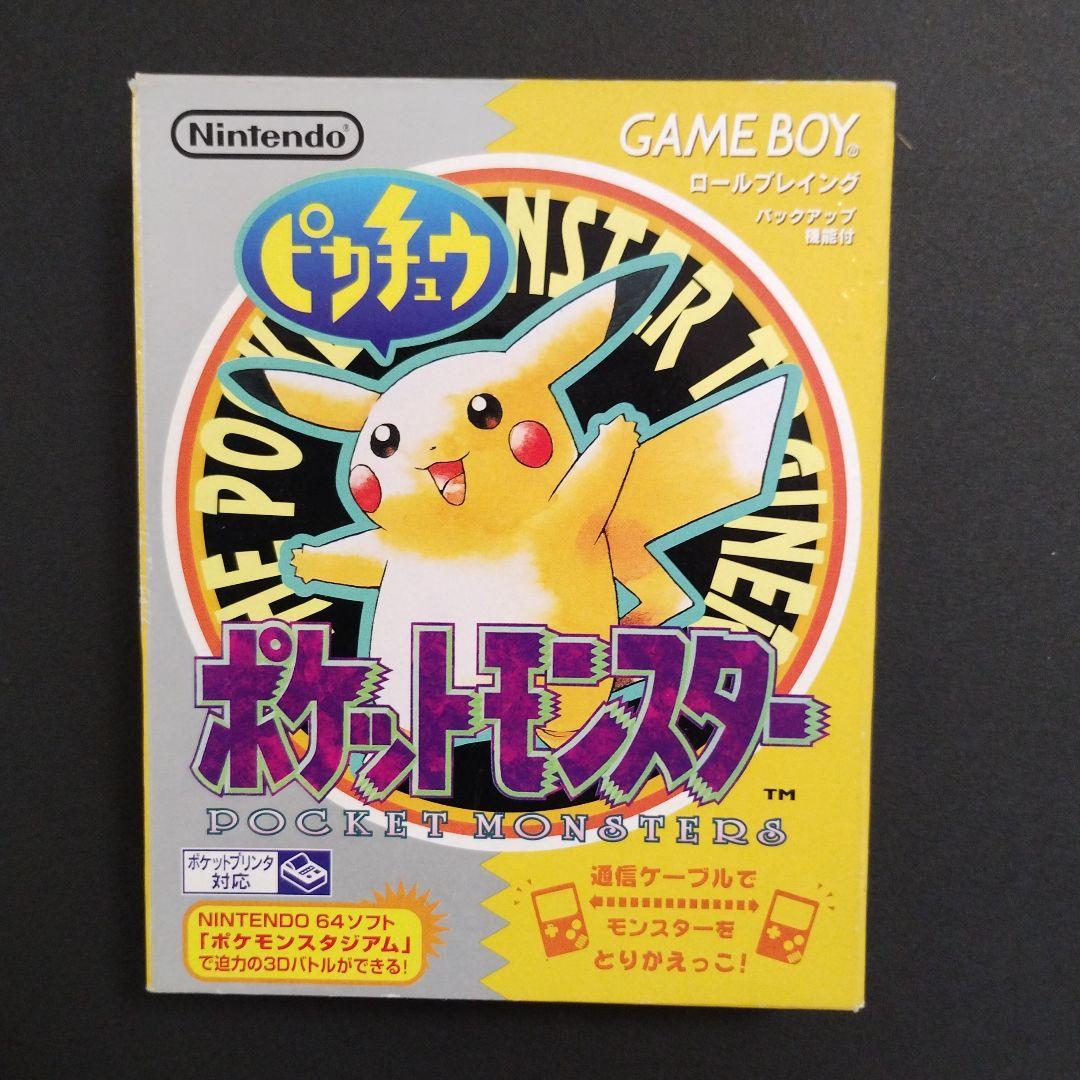 Nintendo®
GAME BOY®
ロールプレイング
バックアップ
機能付
ピカチュウ
HE POCK
NSTER T
GINEE
ポケットモンスター
TM
POCKET MONSTERS
ポケットプリンタ
対応
通信ケーブルで
モンスターを
とりかえっこ!
NINTENDO 64ソフト
「ポケモンスタジアム」
で迫力の3Dバトルができる!